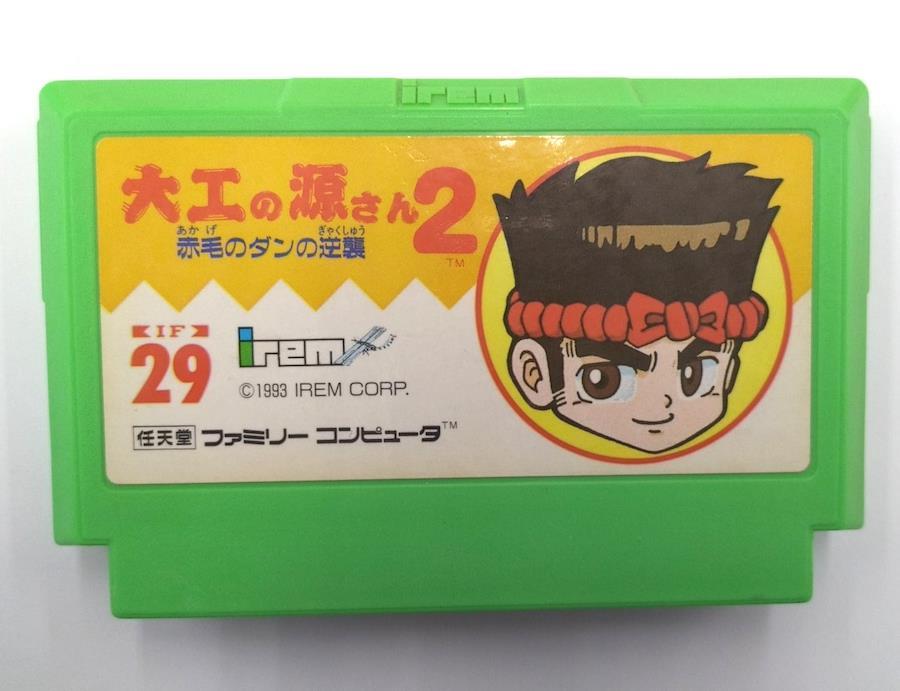 irem
大工の源さん2
あかげ ぎゃくしゅう
赤毛のダンの逆襲
TM
IF
29
irem
©1993 IREM CORP.
任天堂 ファミリー コンピュータ™